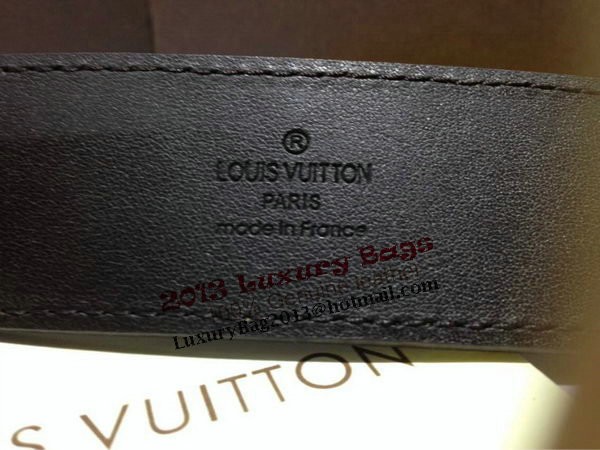 ®
LOUIS VUITTON
PARIS
made in France
2013 Luxury Bags
LuxuryBag2013@hotmail.com
S VUITTON